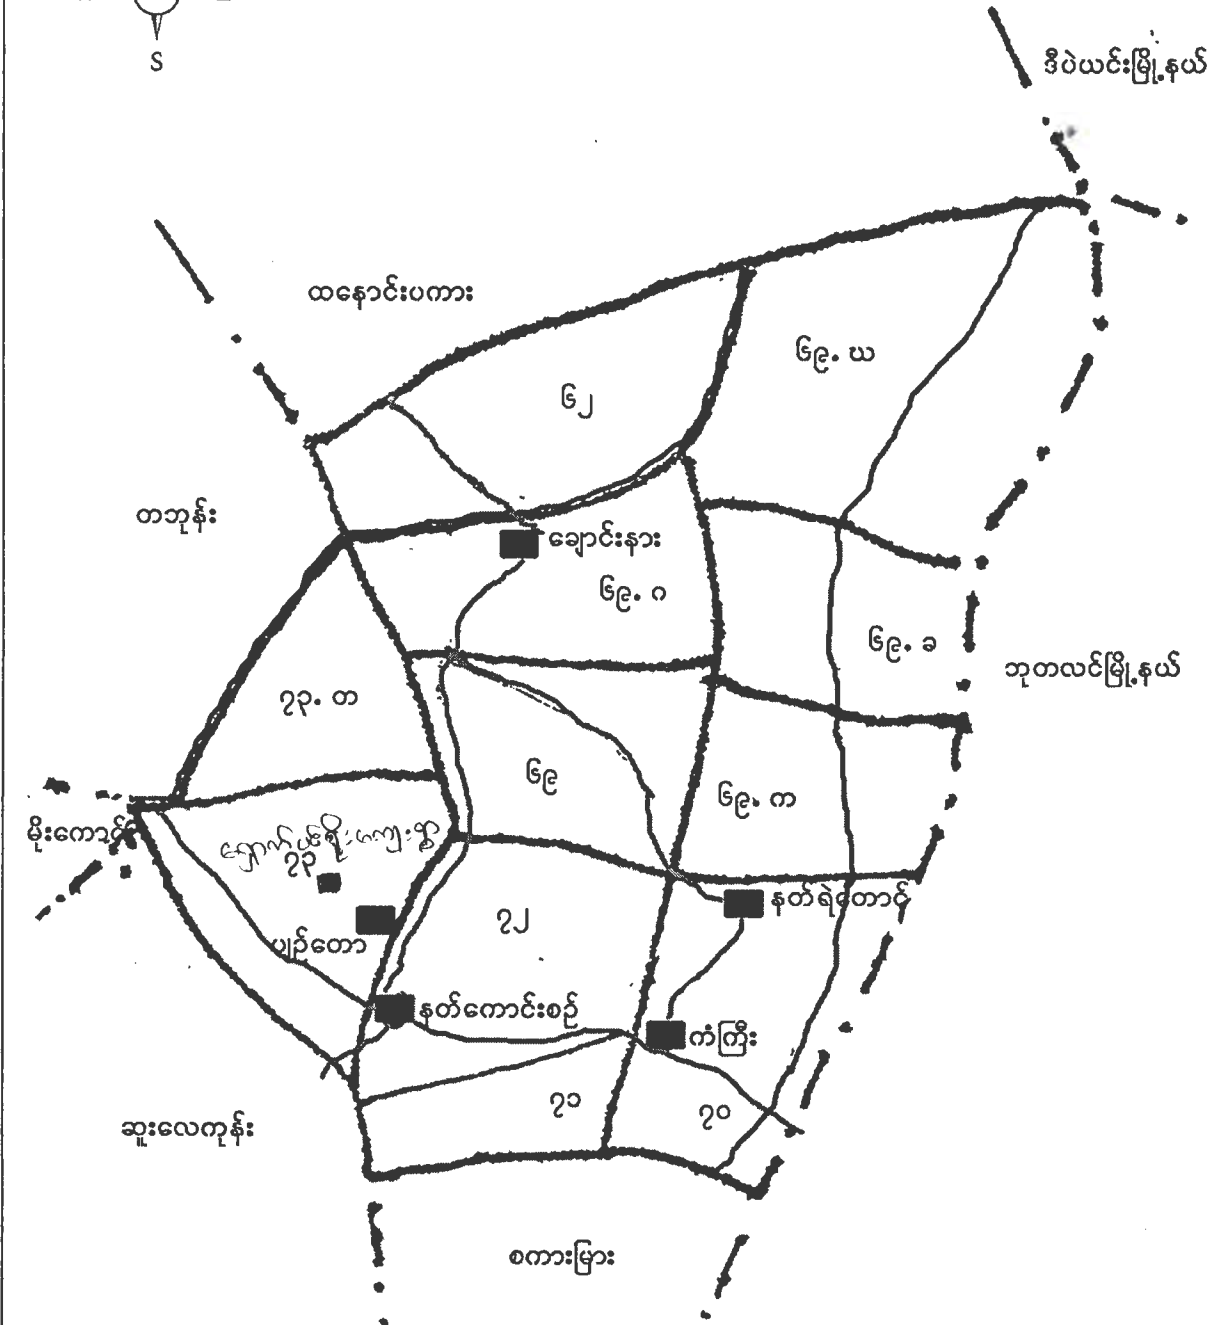 S
ဒီပဲယင်းမြို့နယ်
ထနောင်းပကား
၆၉. ဃ
၆၂
တဘုန်း
ချောင်းနား
၆၉. ဂ
၆၉. ခ
ဘုတလင်မြို့နယ်
၇၃. တ
၆၉
၆၉. က
မိုးကောင်
၇၃
နတ်ရဲတောင်
၇၂
ပျဉ်တော
နတ်ကောင်းစဉ်
ကံကြီး
၇၁
၇၀
ဆူးလေကုန်း
စကားမြား